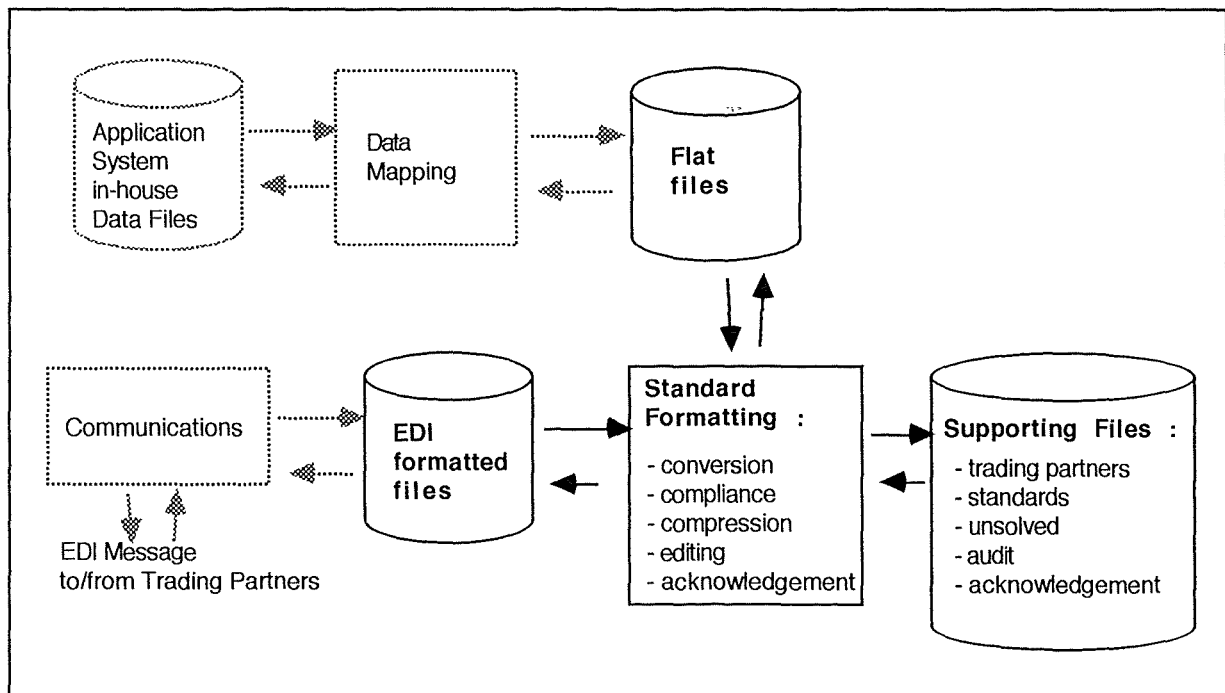 Application
System
in-house
Data Files
Data
Mapping
Flat
files
Communications
EDI Message
to/from Trading Partners
EDI
formatted
files
Standard
Formatting :
- conversion
- compliance
- compression
- editing
- acknowledgement
Supporting Files :
- trading partners
- standards
- unsolved
- audit
- acknowledgement